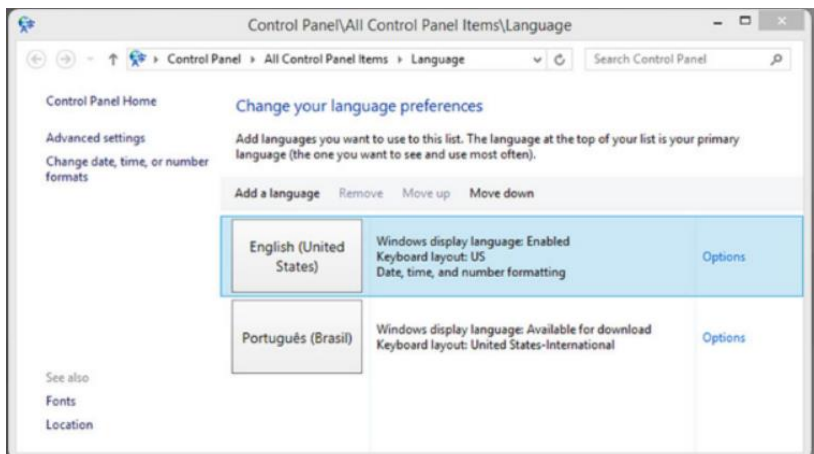 Control Panel\All Control Panel Items\Language
Control Panel › All Control Panel Items › Language
Search Control Panel
Control Panel Home
Advanced settings
Change date, time, or number
formats
See also
Fonts
Location
Change your language preferences
Add languages you want to use to this list. The language at the top of your list is your primary
language (the one you want to see and use most often).
Add a language Remove Move up Move down
English (United
States)
Windows display language: Enabled
Keyboard layout: US
Date, time, and number formatting
Options
Português (Brasil)
Windows display language: Available for download
Keyboard layout: United States-International
Options